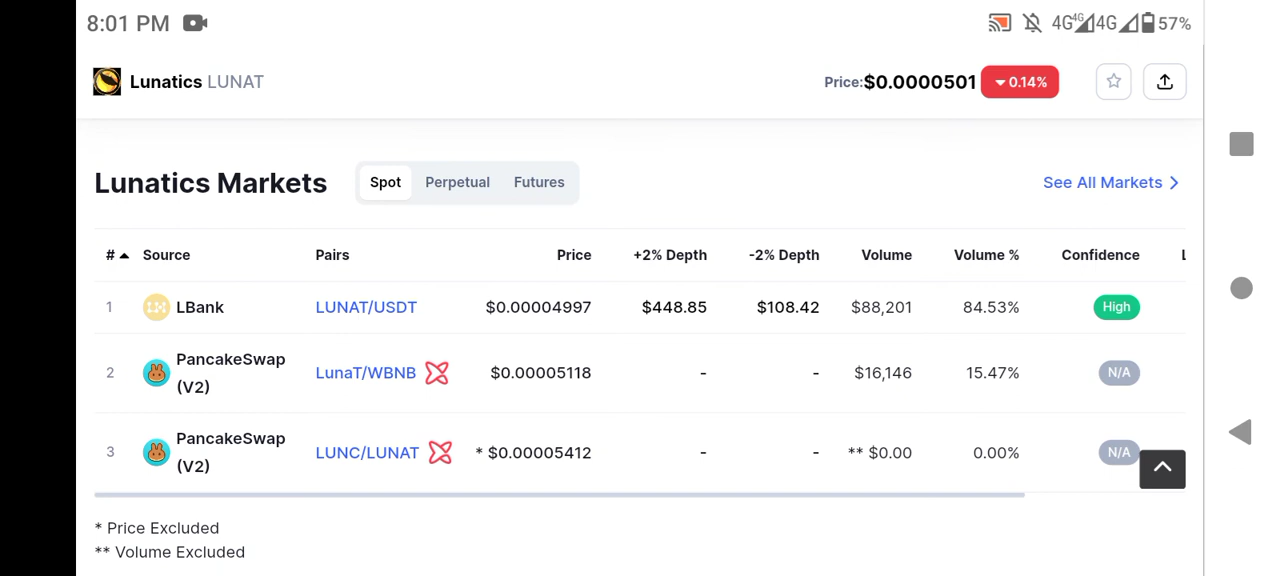 8:01 PM 4G 4G 4G 57%
Lunatics LUNAT Price:$0.0000501 0.14%
Lunatics Markets Spot Perpetual Futures See All Markets
# Source Pairs Price +2% Depth -2% Depth Volume Volume % Confidence L
1 LBank LUNAT/USDT $0.00004997 $448.85 $108.42 $88,201 84.53% High
2 PancakeSwap (V2) LunaT/WBNB $0.00005118 - - $16,146 15.47% N/A
3 PancakeSwap (V2) LUNC/LUNAT * $0.00005412 - - ** $0.00 0.00% N/A
* Price Excluded
** Volume Excluded